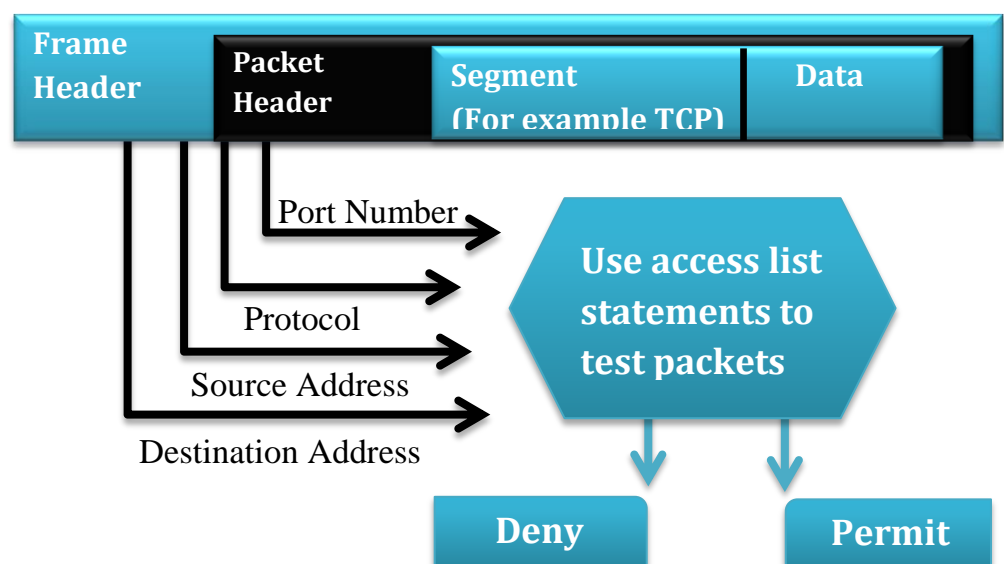 Frame
Header
Packet
Header
Segment
(For example TCP)
Data
Port Number
Protocol
Source Address
Destination Address
Use access list
statements to
test packets
Deny
Permit